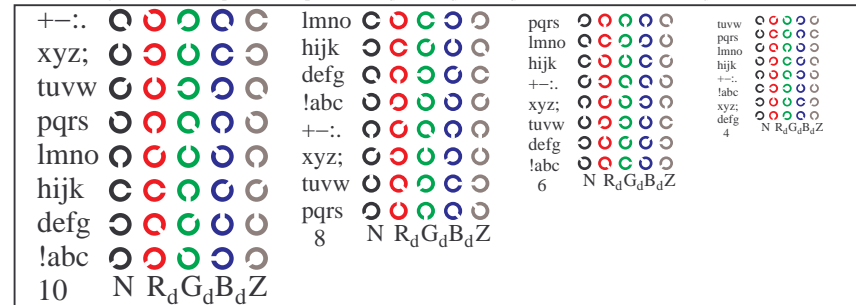 +−:.
xyz;
tuvw
pqrs
lmno
hijk
defg
!abc
10 N RdGdBdZ
lmno
hijk
defg
!abc
+−:.
xyz;
tuvw
pqrs
8 N RdGdBdZ
pqrs
lmno
hijk
+−:.
xyz;
tuvw
defg
!abc
6 N RdGdBdZ
tuvw
pqrs
lmno
hijk
+−:.
!abc
xyz;
defg
4 N RdGdBdZ